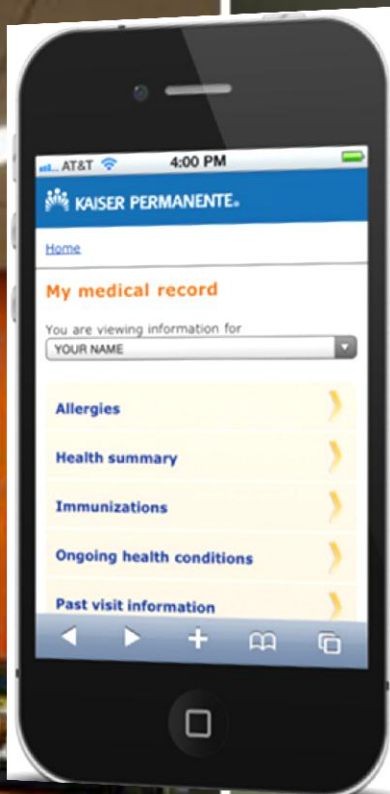 AT&T 4:00 PM
KAISER PERMANENTE®
Home
My medical record
You are viewing information for
YOUR NAME
Allergies
Health summary
Immunizations
Ongoing health conditions
Past visit information